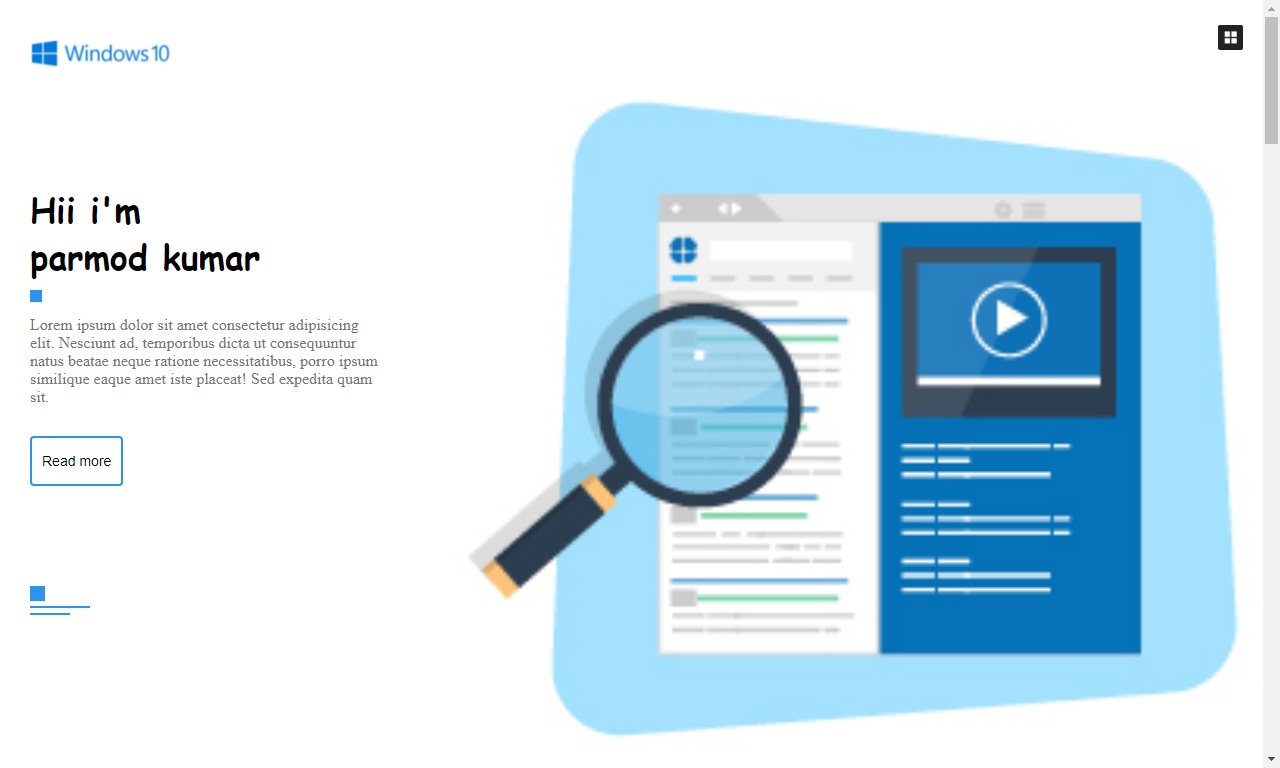 Windows 10
Hii i'm
parmod kumar
Lorem ipsum dolor sit amet consectetur adipisicing
elit. Nesciunt ad, temporibus dicta ut consequuntur
natus beatae neque ratione necessitatibus, porro ipsum
similique eaque amet iste placeat! Sed expedita quam
sit.
Read more